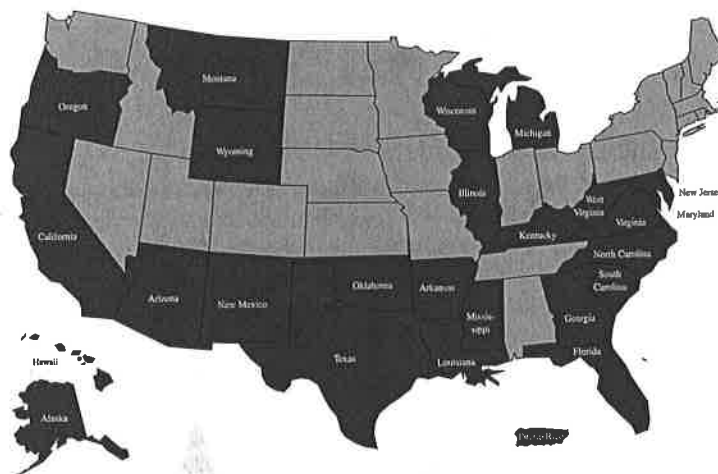 Montana
Oregon
Wisconsin
Michigan
Wyoming
Illinois
West
Virginia
New Jerse
Maryland
Virginia
Kentucky
California
North Carolina
South
Carolina
Oklahoma
Arkansas
Arizona
New Mexico
Missis-
sippi
Georgia
Texas
Louisiana
Florida
Hawaii
Alaska